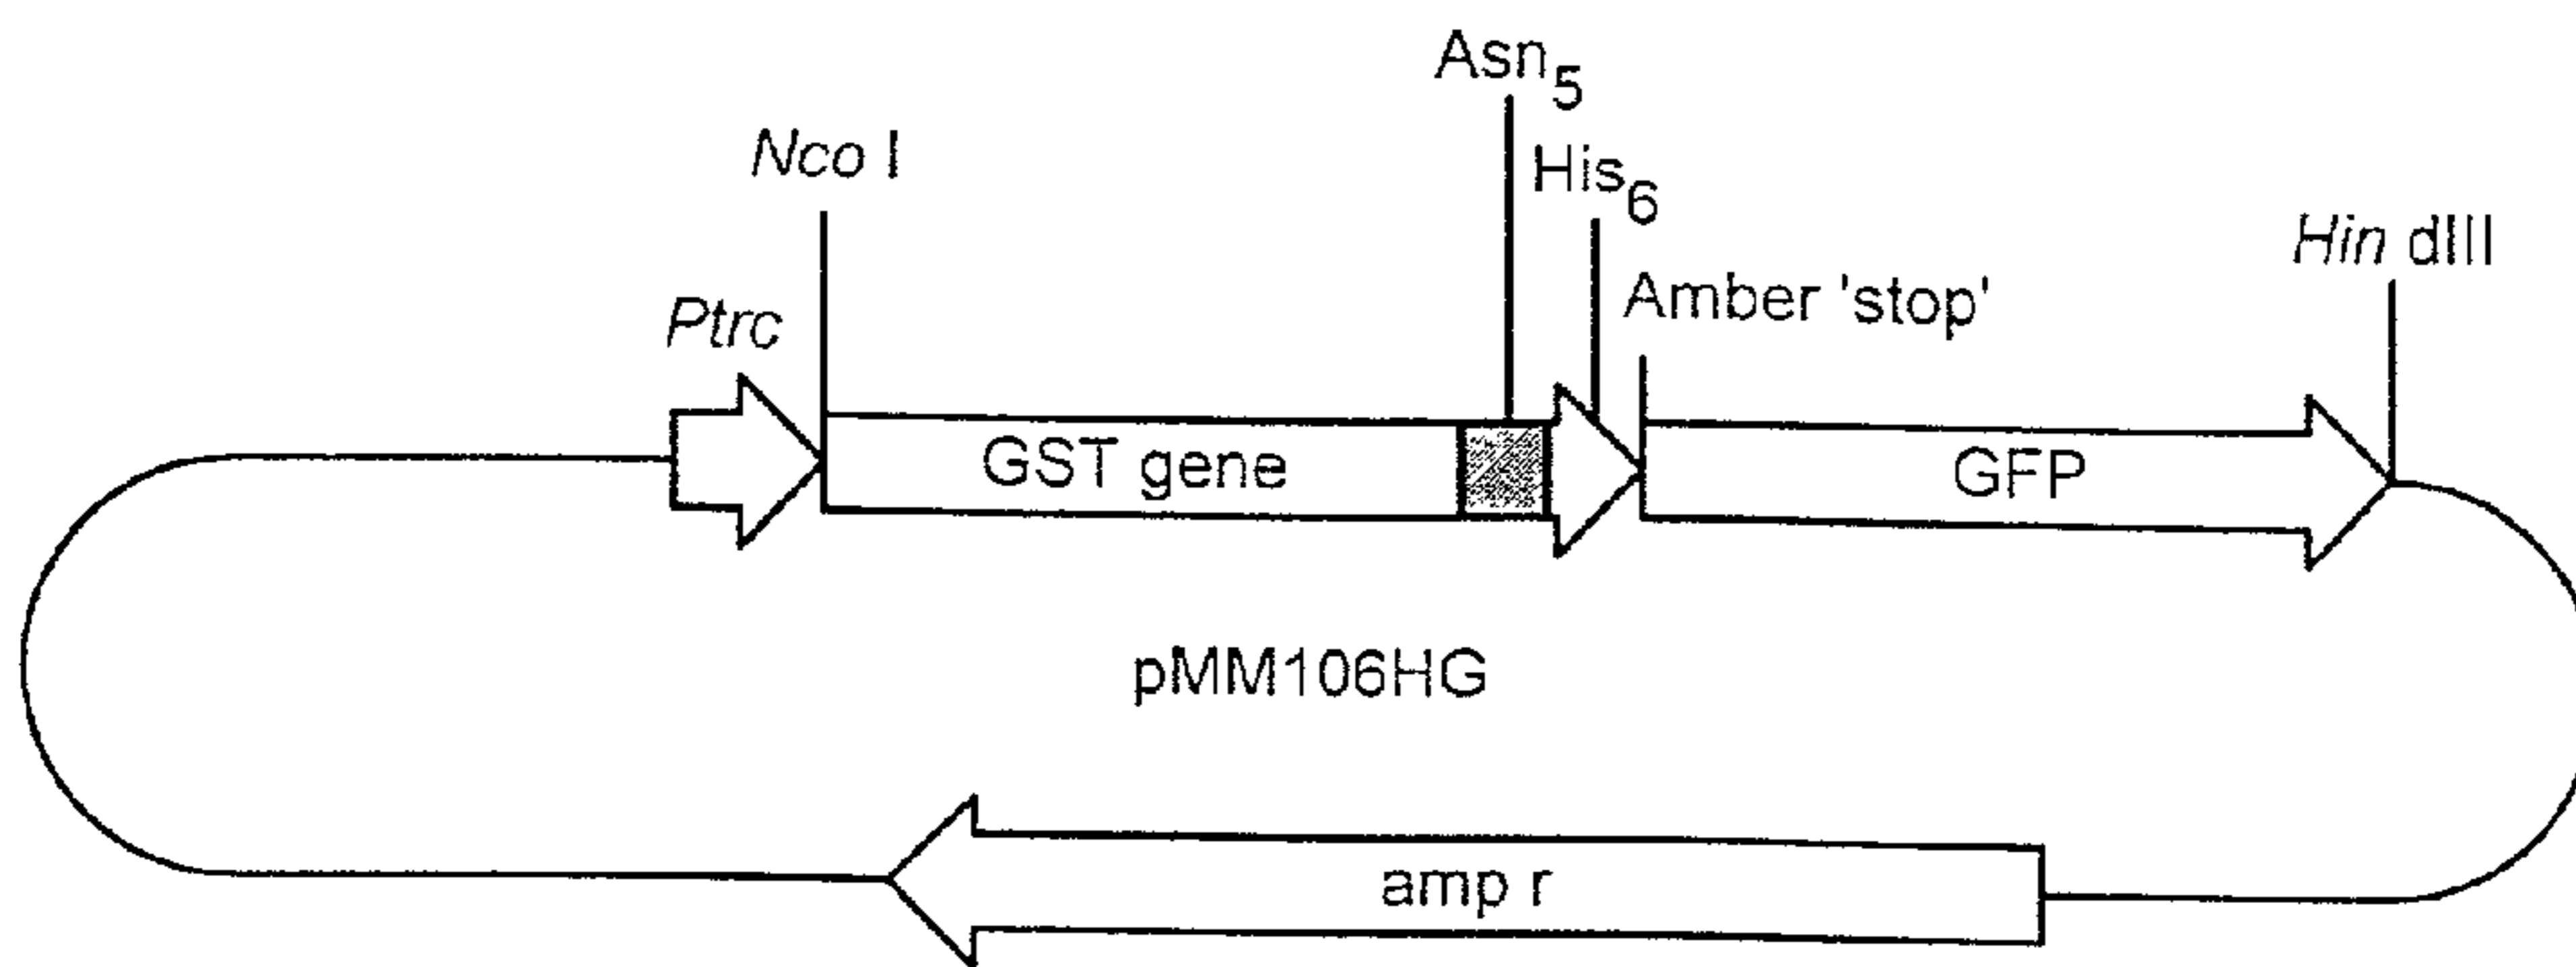 Asn5
Nco I
His6
Hin dIII
Amber 'stop'
Ptrc
GST gene
GFP
pMM106HG
amp r